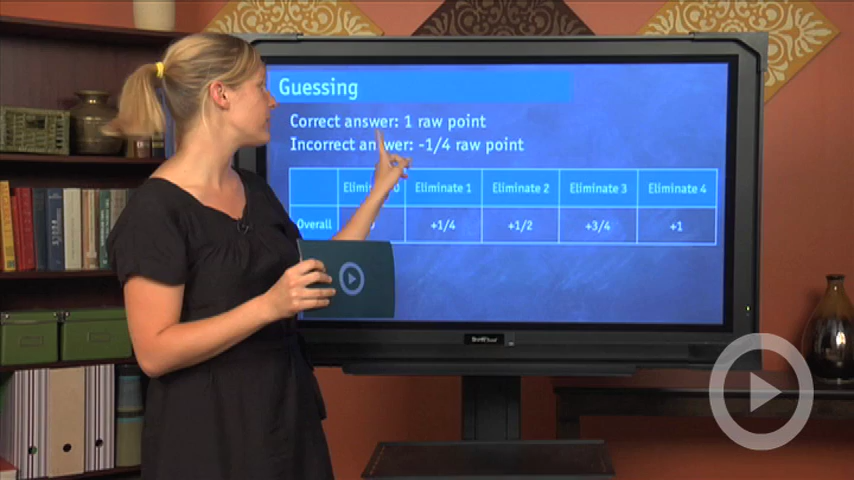 Guessing
Correct answer: 1 raw point
Incorrect answer: -1/4 raw point
Eliminate 1 Eliminate 2 Eliminate 3 Eliminate 4
Overall +1/4 +1/2 +3/4 +1